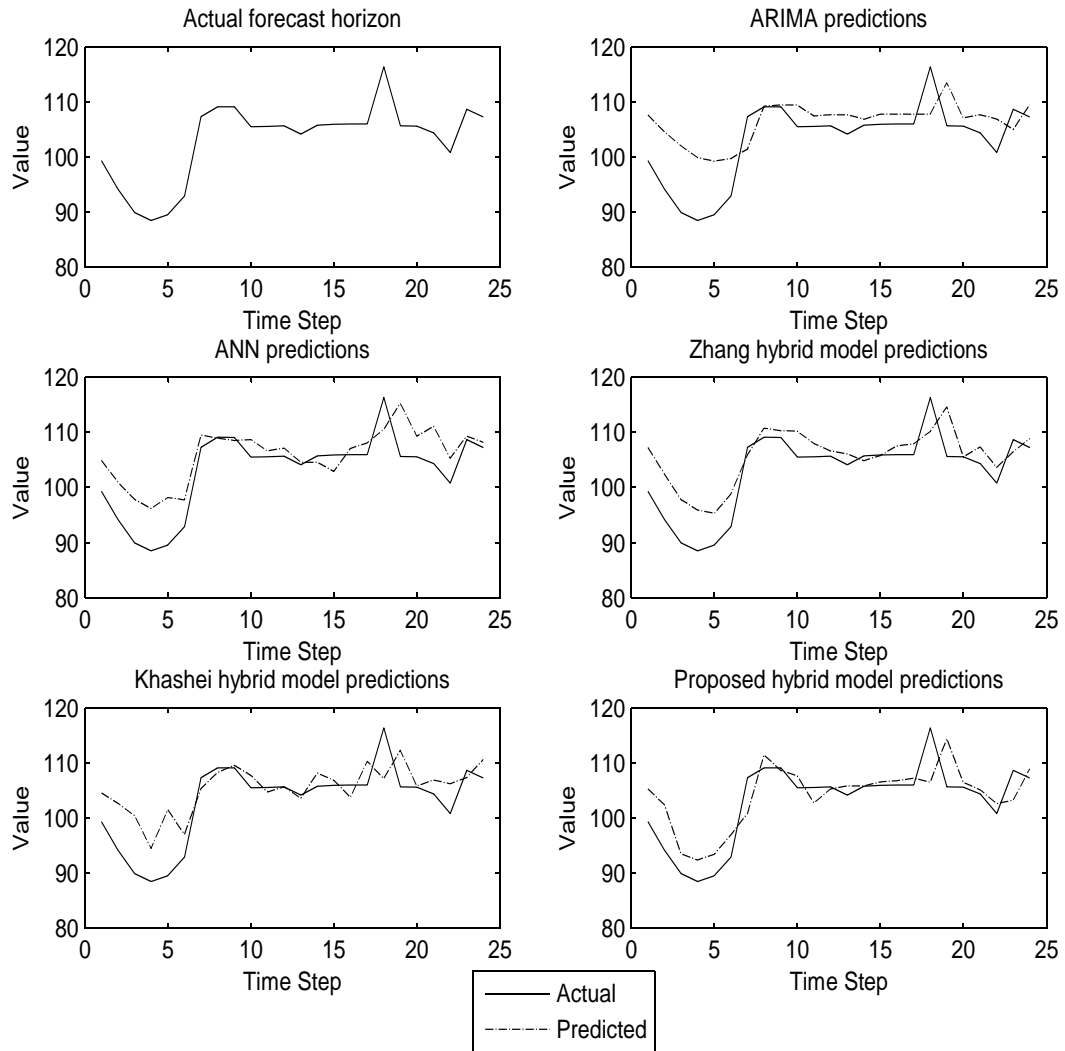 Actual forecast horizon
120
110
100
90
80
Value
0 5 10 15 20 25
Time Step
ARIMA predictions
120
110
100
90
80
Value
0 5 10 15 20 25
Time Step
ANN predictions
120
110
100
90
80
Value
0 5 10 15 20 25
Time Step
Zhang hybrid model predictions
120
110
100
90
80
Value
0 5 10 15 20 25
Time Step
Khashei hybrid model predictions
120
110
100
90
80
Value
0 5 10 15 20 25
Time Step
Proposed hybrid model predictions
120
110
100
90
80
Value
0 5 10 15 20 25
Time Step
Actual
Predicted